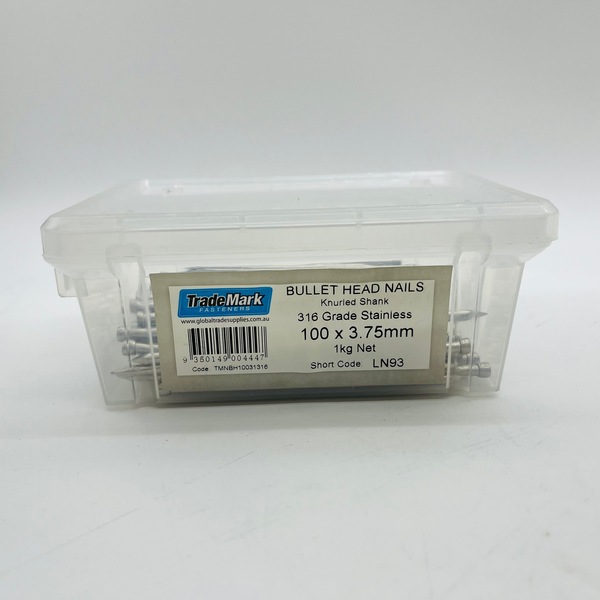 TradeMark
FASTENERS
www.globaltradesupplies.com.au
9 350149 004447
Code TMNBH10031316
BULLET HEAD NAILS
Knurled Shank
316 Grade Stainless
100 x 3.75mm
1kg Net
Short Code LN93